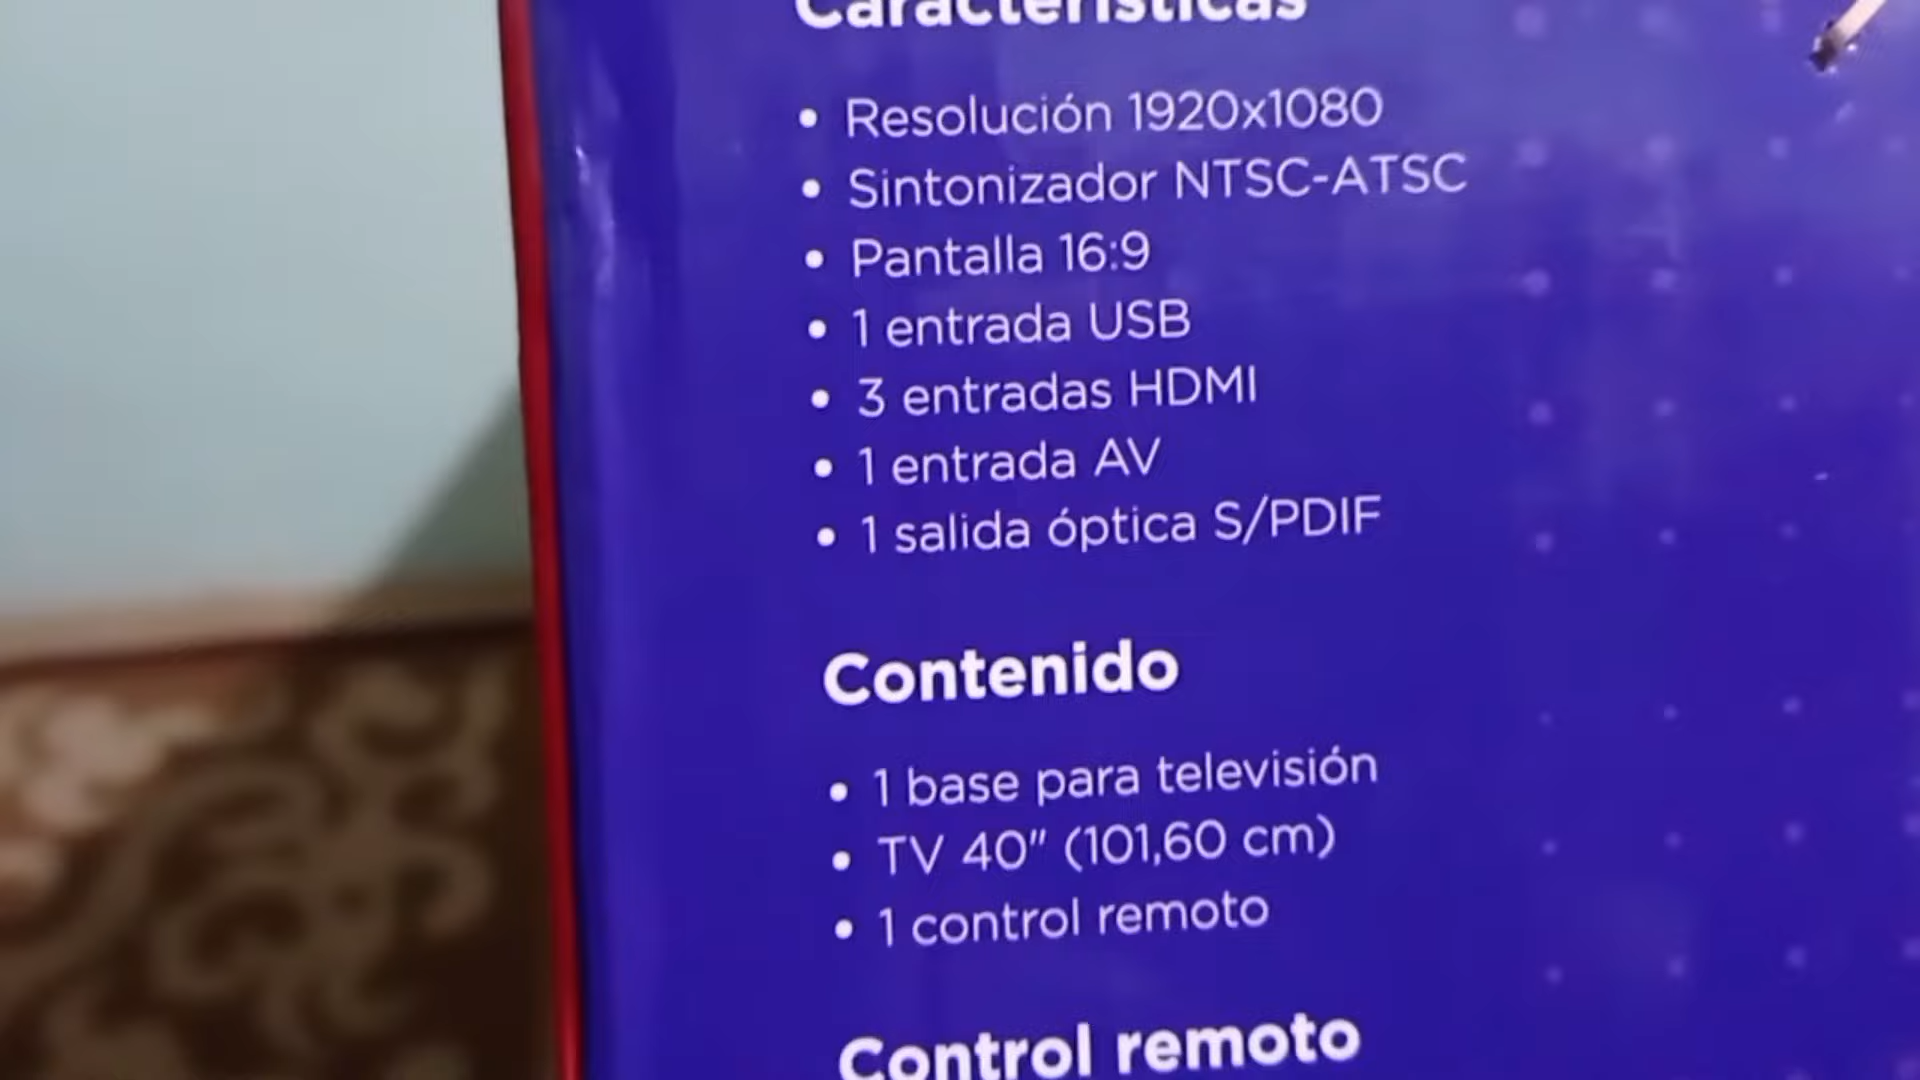 Características
• Resolución 1920x1080
• Sintonizador NTSC-ATSC
• Pantalla 16:9
• 1 entrada USB
• 3 entradas HDMI
• 1 entrada AV
• 1 salida óptica S/PDIF
Contenido
• 1 base para televisión
• TV 40" (101,60 cm)
• 1 control remoto
Control remoto